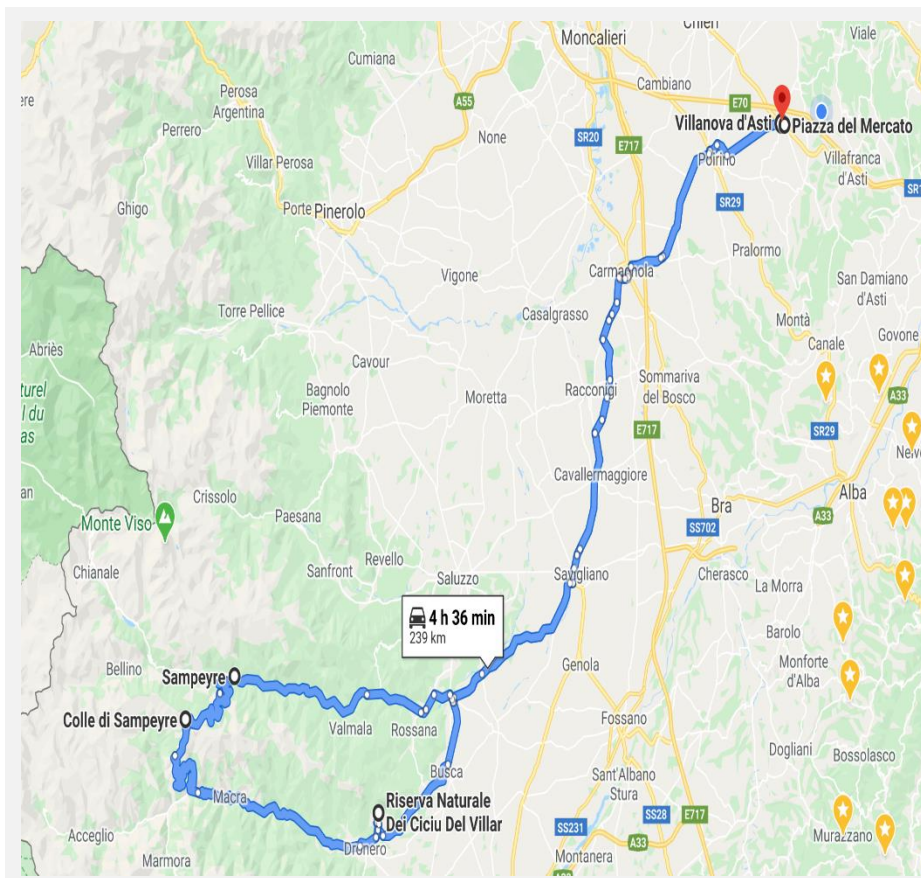 CHIERI
Viale
Moncalieri
Cumiana
Cambiano
Perosa
Argentina
A55
E70
Perrero
None
SR20
Villanova d'Asti
Piazza del Mercato
E717
Villar Perosa
Poirino
Villafranca
d'Asti
Ghigo
Porte
Pinerolo
SR29
SR1
Vigone
Carmagnola
Pralormo
San Damiano
d'Asti
Torre Pellice
Casalgrasso
Montà
Abriès
Cavour
Canale
Govone
turel
l du
as
Bagnolo
Piemonte
Moretta
Racconigi
Sommariva
del Bosco
A33
E717
SR29
Neive
Cavallermaggiore
Crissolo
Bra
Alba
Monte Viso
Paesana
SS702
A33
Chianale
Revello
Sanfront
Saluzzo
Savigliano
Cherasco
La Morra
4 h 36 min
239 km
Barolo
Bellino
Sampeyre
Genola
Monforte
d'Alba
Colle di Sampeyre
Valmala
Rossana
Fossano
Dogliani
Bossolasco
Busca
Sant'Albano
Stura
E717
Macra
Riserva Naturale
Dei Ciciu Del Villar
Acceglio
SS231
SS28
Murazzano
Dronero
A33
Marmora
Montanera